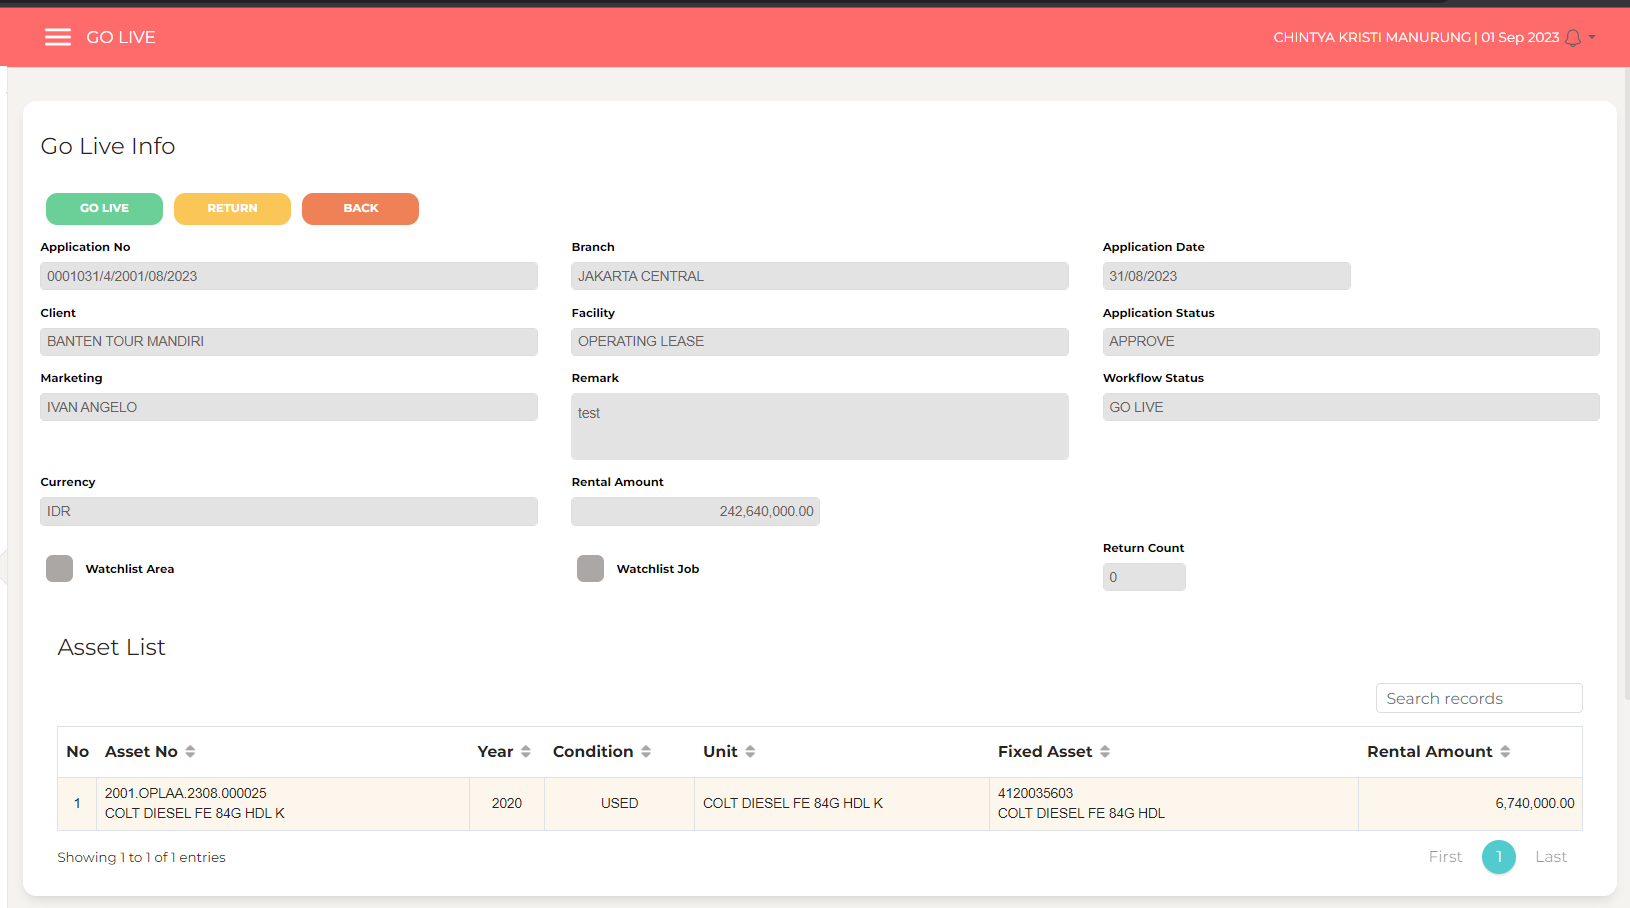 GO LIVE
CHINTYA KRISTI MANURUNG | 01 Sep 2023
Go Live Info
GO LIVE
RETURN
BACK
Application No
Branch
Application Date
0001031/4/2001/08/2023
JAKARTA CENTRAL
31/08/2023
Client
Facility
Application Status
BANTEN TOUR MANDIRI
OPERATING LEASE
APPROVE
Marketing
Remark
Workflow Status
IVAN ANGELO
test
GO LIVE
Currency
Rental Amount
IDR
242,640,000.00
Watchlist Area
Watchlist Job
Return Count
0
Asset List
Search records
No
Asset No
Year
Condition
Unit
Fixed Asset
Rental Amount
1
2001.OPLAA.2308.000025
COLT DIESEL FE 84G HDL K
2020
USED
COLT DIESEL FE 84G HDL K
4120035603
COLT DIESEL FE 84G HDL
6,740,000.00
Showing 1 to 1 of 1 entries
First
1
Last